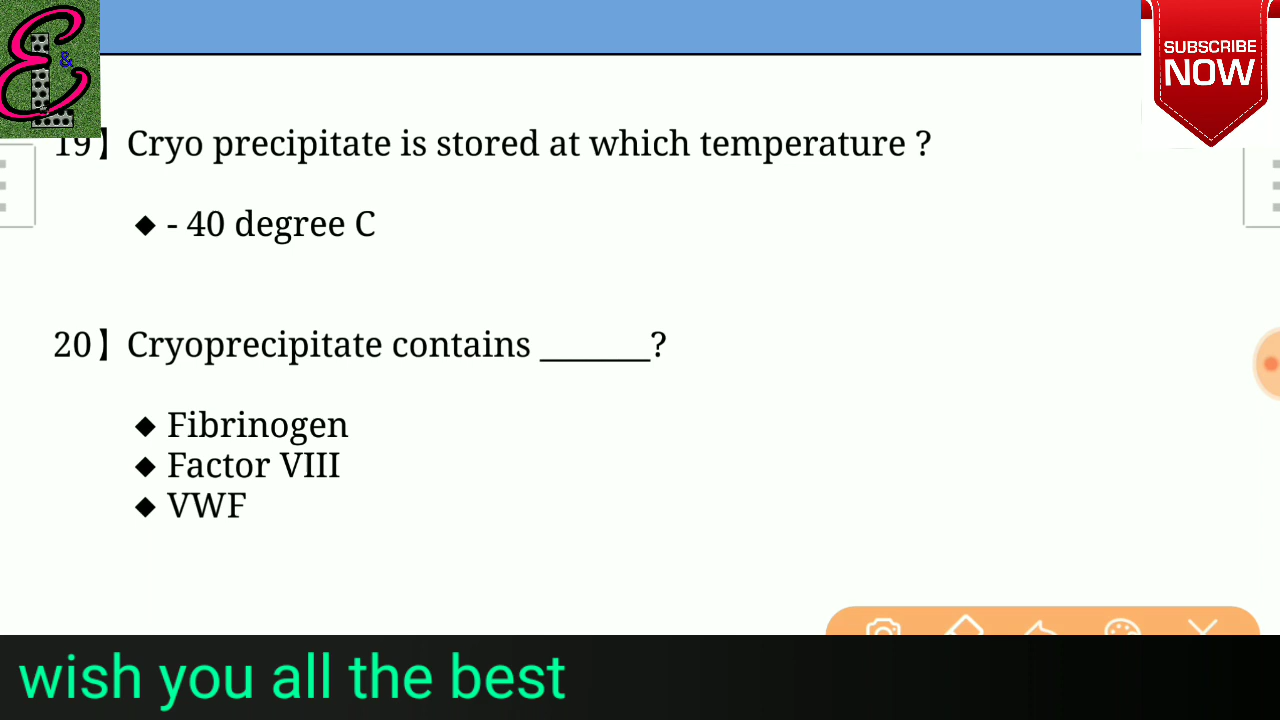 SUBSCRIBE
NOW
19】Cryo precipitate is stored at which temperature ?
◆ - 40 degree C
20】Cryoprecipitate contains _______?
◆ Fibrinogen
◆ Factor VIII
◆ VWF
wish you all the best